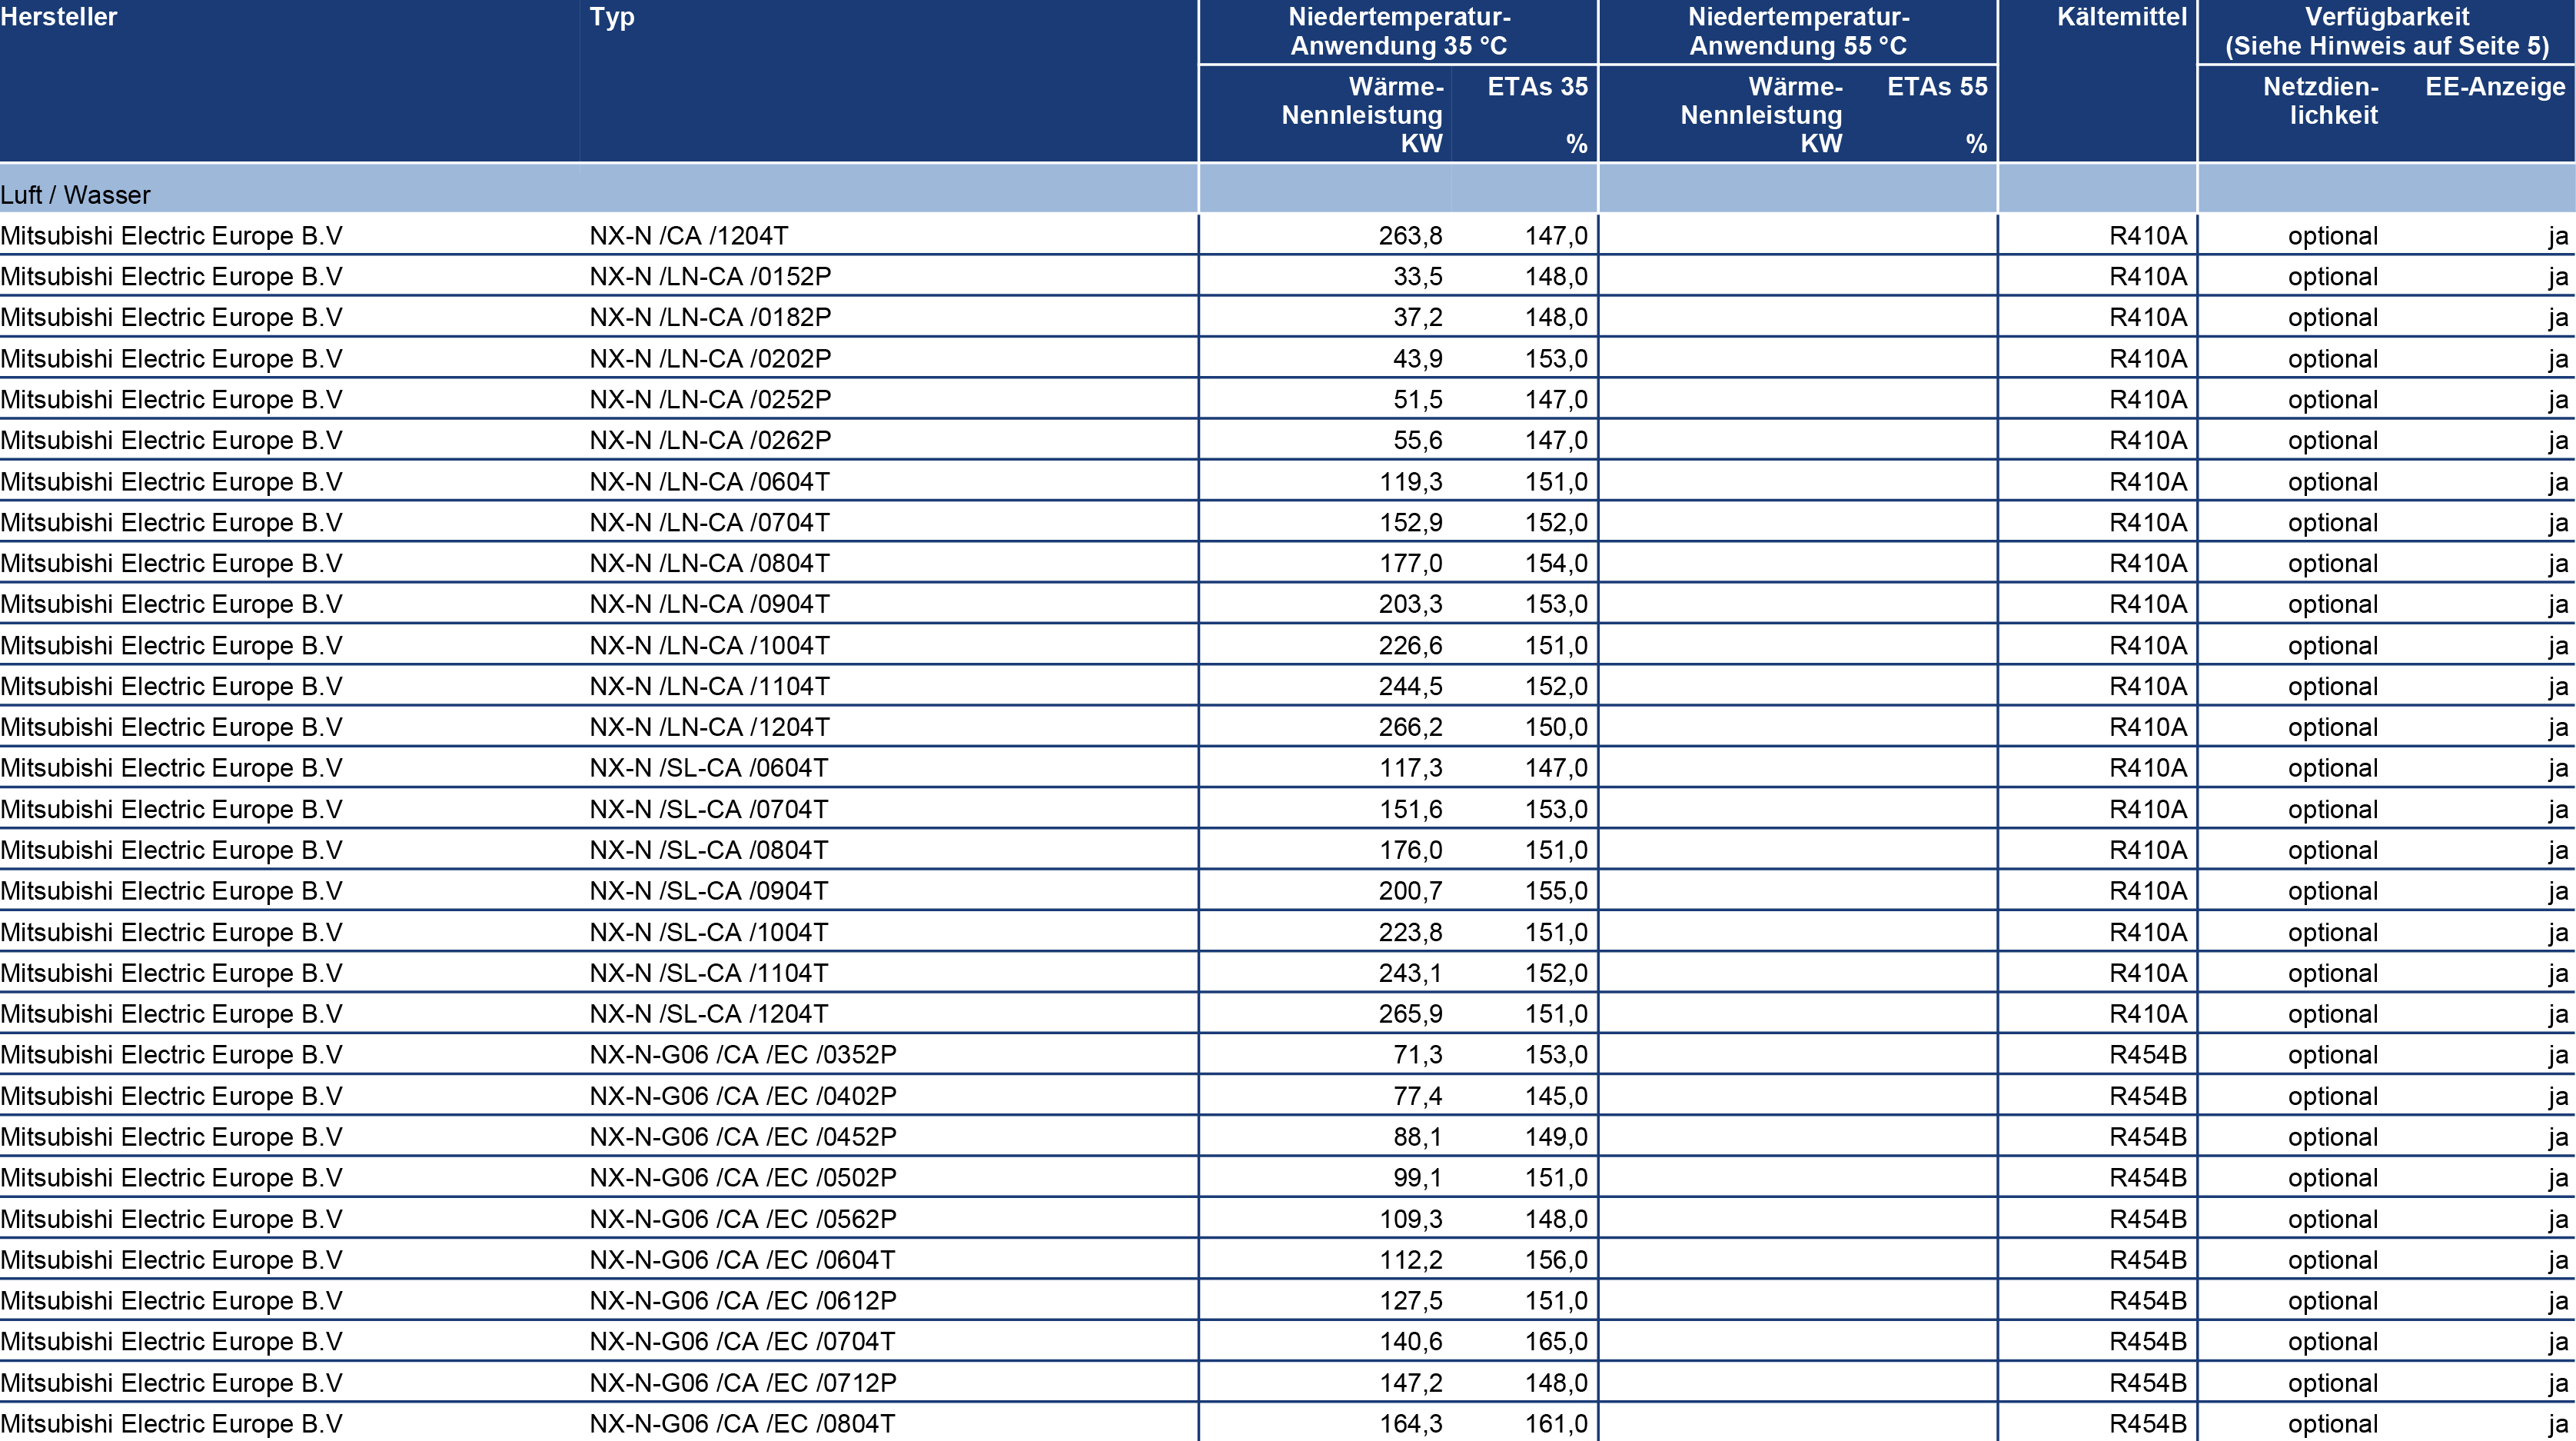 Hersteller Typ Niedertemperatur- Niedertemperatur- Kältemittel Verfügbarkeit
Anwendung 35 °C Anwendung 55 °C (Siehe Hinweis auf Seite 5)
Wärme- ETAs 35 Wärme- ETAs 55 Netzdien- EE-Anzeige
Nennleistung Nennleistung lichkeit
KW % KW %
Luft / Wasser
Mitsubishi Electric Europe B.V NX-N /CA /1204T 263,8 147,0 R410A optional ja
Mitsubishi Electric Europe B.V NX-N /LN-CA /0152P 33,5 148,0 R410A optional ja
Mitsubishi Electric Europe B.V NX-N /LN-CA /0182P 37,2 148,0 R410A optional ja
Mitsubishi Electric Europe B.V NX-N /LN-CA /0202P 43,9 153,0 R410A optional ja
Mitsubishi Electric Europe B.V NX-N /LN-CA /0252P 51,5 147,0 R410A optional ja
Mitsubishi Electric Europe B.V NX-N /LN-CA /0262P 55,6 147,0 R410A optional ja
Mitsubishi Electric Europe B.V NX-N /LN-CA /0604T 119,3 151,0 R410A optional ja
Mitsubishi Electric Europe B.V NX-N /LN-CA /0704T 152,9 152,0 R410A optional ja
Mitsubishi Electric Europe B.V NX-N /LN-CA /0804T 177,0 154,0 R410A optional ja
Mitsubishi Electric Europe B.V NX-N /LN-CA /0904T 203,3 153,0 R410A optional ja
Mitsubishi Electric Europe B.V NX-N /LN-CA /1004T 226,6 151,0 R410A optional ja
Mitsubishi Electric Europe B.V NX-N /LN-CA /1104T 244,5 152,0 R410A optional ja
Mitsubishi Electric Europe B.V NX-N /LN-CA /1204T 266,2 150,0 R410A optional ja
Mitsubishi Electric Europe B.V NX-N /SL-CA /0604T 117,3 147,0 R410A optional ja
Mitsubishi Electric Europe B.V NX-N /SL-CA /0704T 151,6 153,0 R410A optional ja
Mitsubishi Electric Europe B.V NX-N /SL-CA /0804T 176,0 151,0 R410A optional ja
Mitsubishi Electric Europe B.V NX-N /SL-CA /0904T 200,7 155,0 R410A optional ja
Mitsubishi Electric Europe B.V NX-N /SL-CA /1004T 223,8 151,0 R410A optional ja
Mitsubishi Electric Europe B.V NX-N /SL-CA /1104T 243,1 152,0 R410A optional ja
Mitsubishi Electric Europe B.V NX-N /SL-CA /1204T 265,9 151,0 R410A optional ja
Mitsubishi Electric Europe B.V NX-N-G06 /CA /EC /0352P 71,3 153,0 R454B optional ja
Mitsubishi Electric Europe B.V NX-N-G06 /CA /EC /0402P 77,4 145,0 R454B optional ja
Mitsubishi Electric Europe B.V NX-N-G06 /CA /EC /0452P 88,1 149,0 R454B optional ja
Mitsubishi Electric Europe B.V NX-N-G06 /CA /EC /0502P 99,1 151,0 R454B optional ja
Mitsubishi Electric Europe B.V NX-N-G06 /CA /EC /0562P 109,3 148,0 R454B optional ja
Mitsubishi Electric Europe B.V NX-N-G06 /CA /EC /0604T 112,2 156,0 R454B optional ja
Mitsubishi Electric Europe B.V NX-N-G06 /CA /EC /0612P 127,5 151,0 R454B optional ja
Mitsubishi Electric Europe B.V NX-N-G06 /CA /EC /0704T 140,6 165,0 R454B optional ja
Mitsubishi Electric Europe B.V NX-N-G06 /CA /EC /0712P 147,2 148,0 R454B optional ja
Mitsubishi Electric Europe B.V NX-N-G06 /CA /EC /0804T 164,3 161,0 R454B optional ja